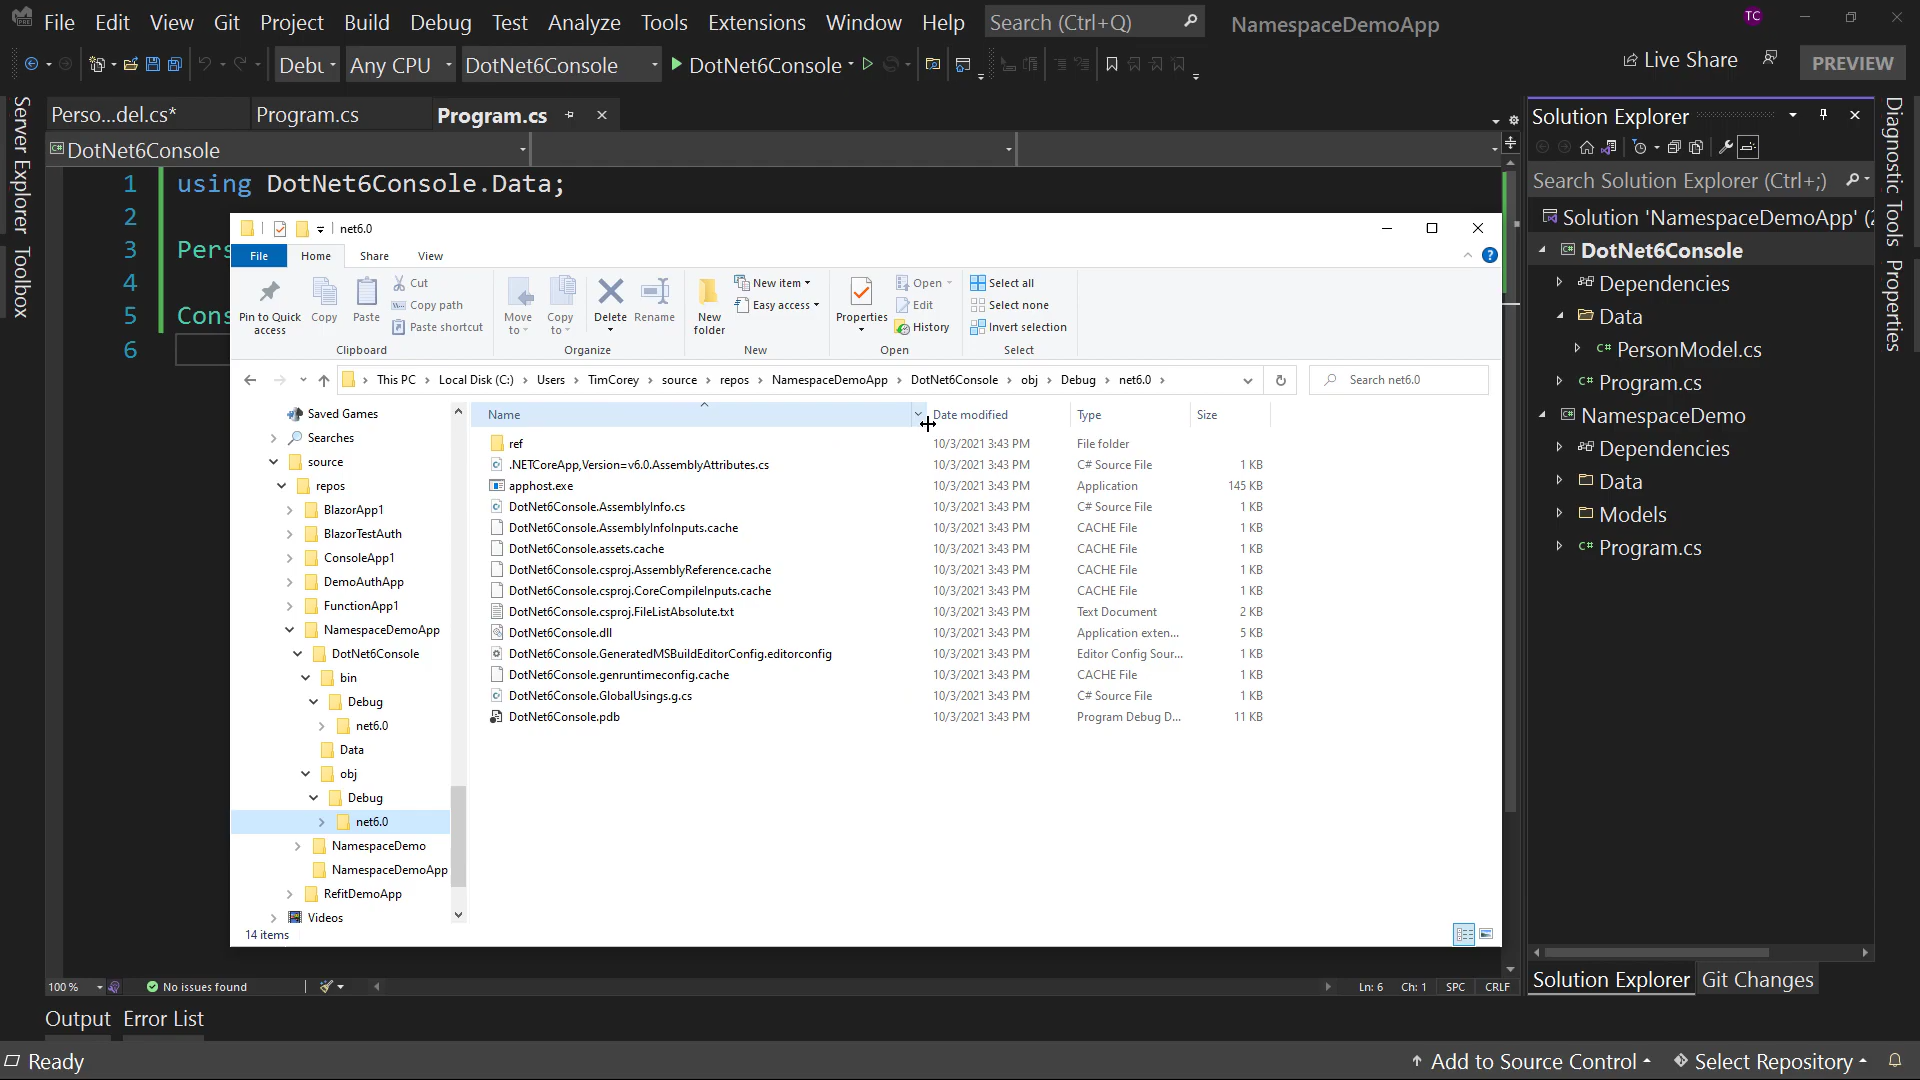 File Edit View Git Project Build Debug Test Analyze Tools Extensions Window Help Search (Ctrl+Q) NamespaceDemoApp TC
Debu Any CPU DotNet6Console DotNet6Console Live Share PREVIEW
Server Explorer
Toolbox
Perso...del.cs* Program.cs Program.cs
DotNet6Console
1 using DotNet6Console.Data;
2
3 Pers
4
5 Cons
6
net6.0
File Home Share View
Pin to Quick access
Copy
Paste
Cut
Copy path
Paste shortcut
Clipboard
Move to
Copy to
Delete
Rename
Organize
New folder
New item
Easy access
New
Properties
Open
Edit
History
Open
Select all
Select none
Invert selection
Select
This PC Local Disk (C:) Users TimCorey source repos NamespaceDemoApp DotNet6Console obj Debug net6.0 Search net6.0
Saved Games
Searches
source
repos
BlazorApp1
BlazorTestAuth
ConsoleApp1
DemoAuthApp
FunctionApp1
NamespaceDemoApp
DotNet6Console
bin
Debug
net6.0
Data
obj
Debug
net6.0
NamespaceDemo
NamespaceDemoApp
RefitDemoApp
Videos
14 items
Name Date modified Type Size
ref 10/3/2021 3:43 PM File folder
.NETCoreApp,Version=v6.0.AssemblyAttributes.cs 10/3/2021 3:43 PM C# Source File 1 KB
apphost.exe 10/3/2021 3:43 PM Application 145 KB
DotNet6Console.AssemblyInfo.cs 10/3/2021 3:43 PM C# Source File 1 KB
DotNet6Console.AssemblyInfoInputs.cache 10/3/2021 3:43 PM CACHE File 1 KB
DotNet6Console.assets.cache 10/3/2021 3:43 PM CACHE File 1 KB
DotNet6Console.csproj.AssemblyReference.cache 10/3/2021 3:43 PM CACHE File 1 KB
DotNet6Console.csproj.CoreCompileInputs.cache 10/3/2021 3:43 PM CACHE File 1 KB
DotNet6Console.csproj.FileListAbsolute.txt 10/3/2021 3:43 PM Text Document 2 KB
DotNet6Console.dll 10/3/2021 3:43 PM Application exten... 5 KB
DotNet6Console.GeneratedMSBuildEditorConfig.editorconfig 10/3/2021 3:43 PM Editor Config Sour... 1 KB
DotNet6Console.genruntimeconfig.cache 10/3/2021 3:43 PM CACHE File 1 KB
DotNet6Console.GlobalUsings.g.cs 10/3/2021 3:43 PM C# Source File 1 KB
DotNet6Console.pdb 10/3/2021 3:43 PM Program Debug D... 11 KB
Solution Explorer
Search Solution Explorer (Ctrl+;)
Solution 'NamespaceDemoApp' (2
DotNet6Console
Dependencies
Data
C# PersonModel.cs
C# Program.cs
NamespaceDemo
Dependencies
Data
Models
C# Program.cs
Solution Explorer Git Changes
Diagnostic Tools
Properties
100 % No issues found Ln: 6 Ch: 1 SPC CRLF
Output Error List
Ready Add to Source Control Select Repository